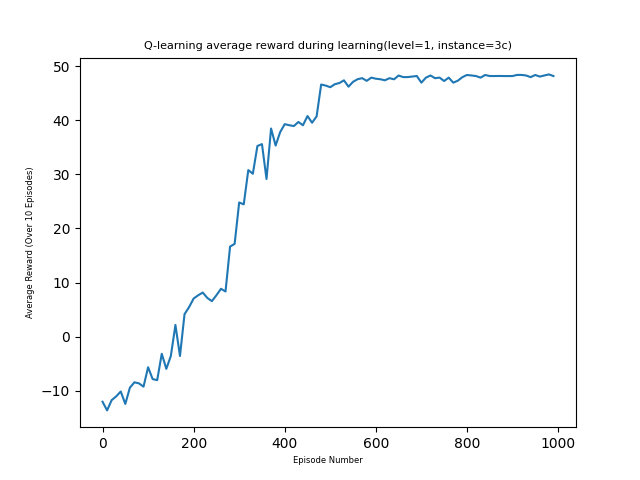 Q-learning average reward during learning(level=1, instance=3c)
50
40
30
20
10
0
−10
Average Reward (Over 10 Episodes)
0 200 400 600 800 1000
Episode Number